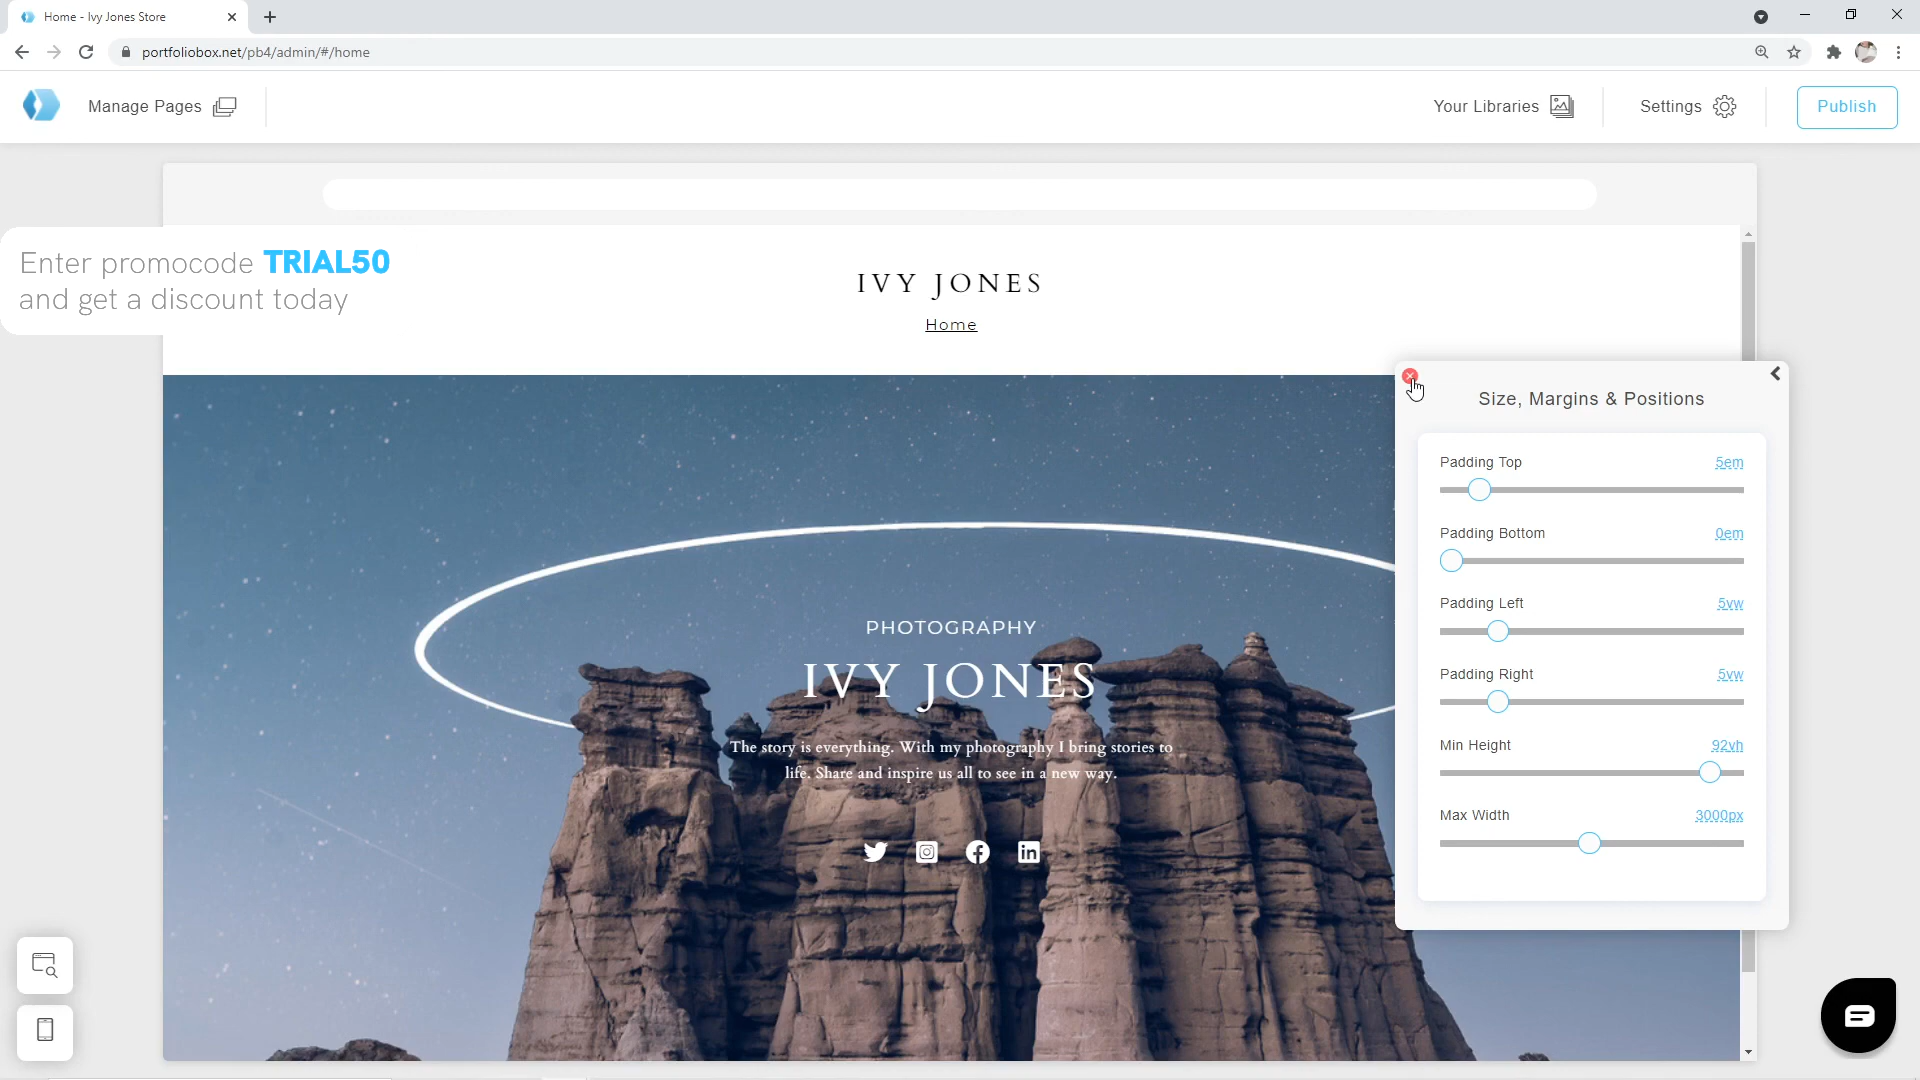 Home - Ivy Jones Store
portfoliobox.net/pb4/admin/#/home
Manage Pages
Your Libraries
Settings
Publish
Enter promocode TRIAL50
and get a discount today
IVY JONES
Home
PHOTOGRAPHY
IVY JONES
The story is everything. With my photography I bring stories to
life. Share and inspire us all to see in a new way.
Size, Margins & Positions
Padding Top 5em
Padding Bottom 0em
Padding Left 5vw
Padding Right 5vw
Min Height 92vh
Max Width 3000px